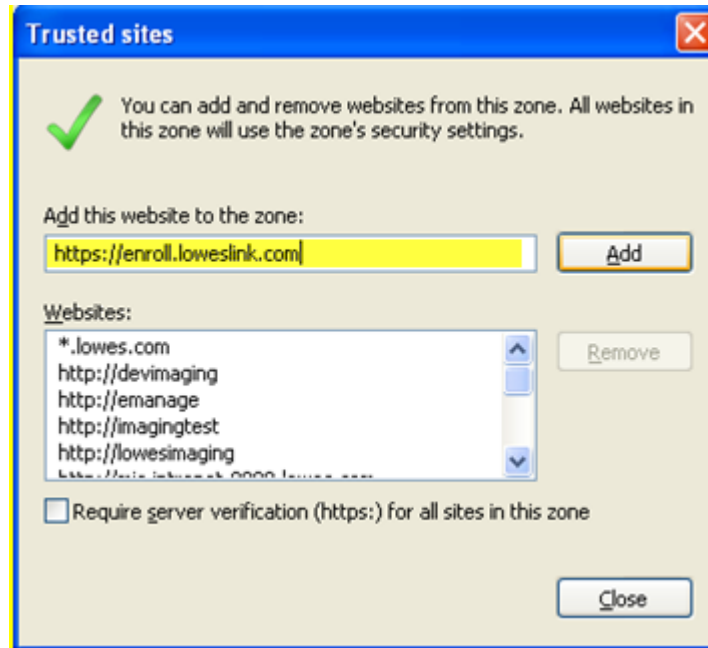 Trusted sites
You can add and remove websites from this zone. All websites in
this zone will use the zone's security settings.
Add this website to the zone:
https://enroll.loweslink.com
Add
Websites:
*.lowes.com
http://devimaging
Remove
http://emanage
http://imagingtest
http://lowesimaging
Require server verification (https:) for all sites in this zone
Close